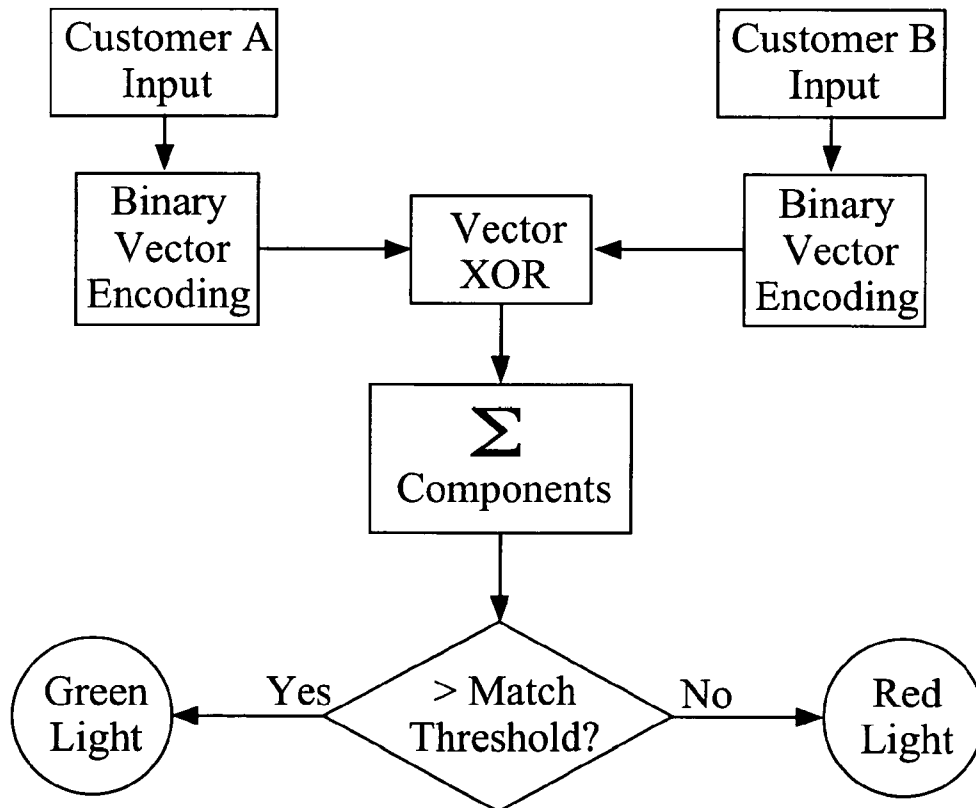 Customer A
Input
Customer B
Input
Binary
Vector
Encoding
Vector
XOR
Binary
Vector
Encoding
Σ
Components
Green
Light
Yes
> Match
Threshold?
No
Red
Light